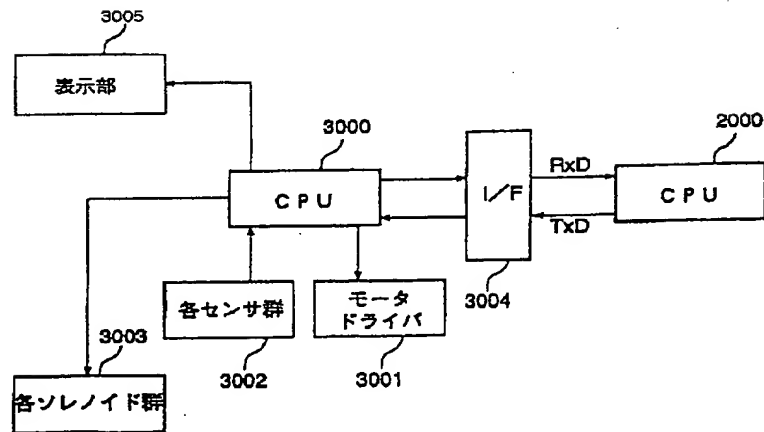 3005
表示部
3000
CPU
2000
CPU
RxD
I/F
TxD
3004
各センサ群
3002
モータ
ドライバ
3001
3003
各ソレノイド群